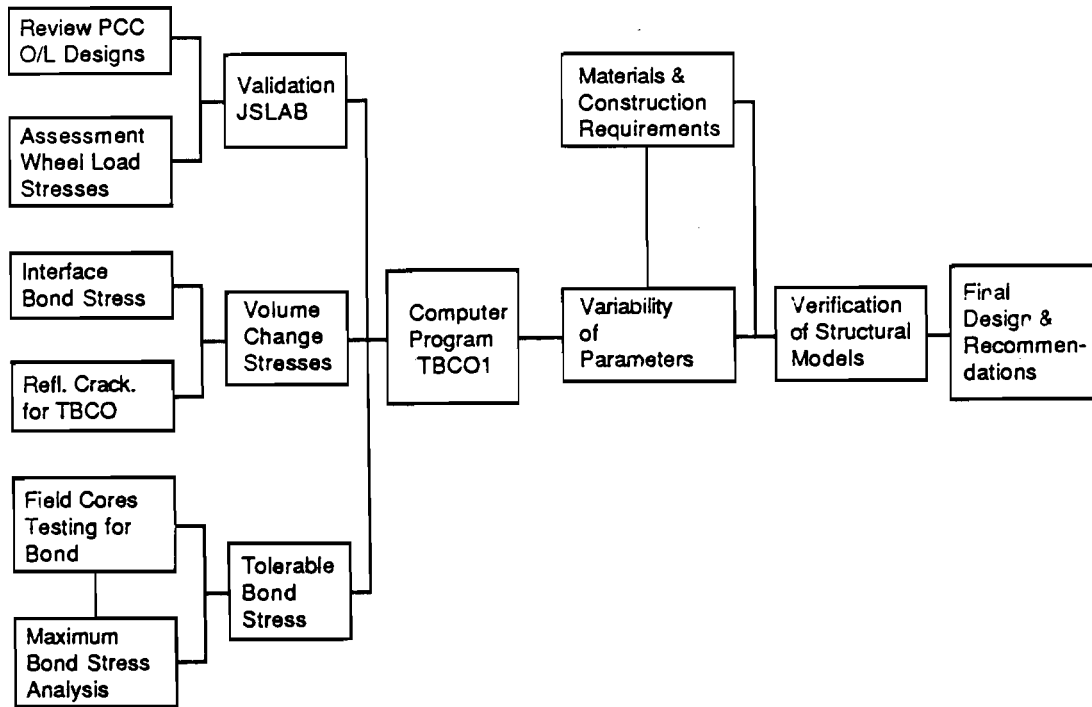 Review PCC
O/L Designs
Assessment
Wheel Load
Stresses
Validation
JSLAB
Interface
Bond Stress
Refl. Crack.
for TBCO
Volume
Change
Stresses
Field Cores
Testing for
Bond
Maximum
Bond Stress
Analysis
Tolerable
Bond
Stress
Computer
Program
TBCO1
Materials &
Construction
Requirements
Variability
of
Parameters
Verification
of Structural
Models
Final
Design &
Recommen-
dations